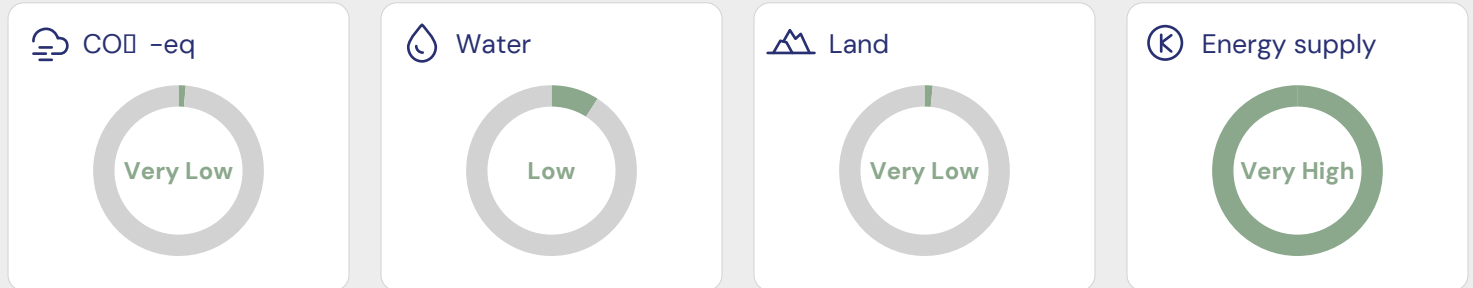 CO▯ -eq
Very Low
Water
Low
Land
Very Low
Energy supply
Very High